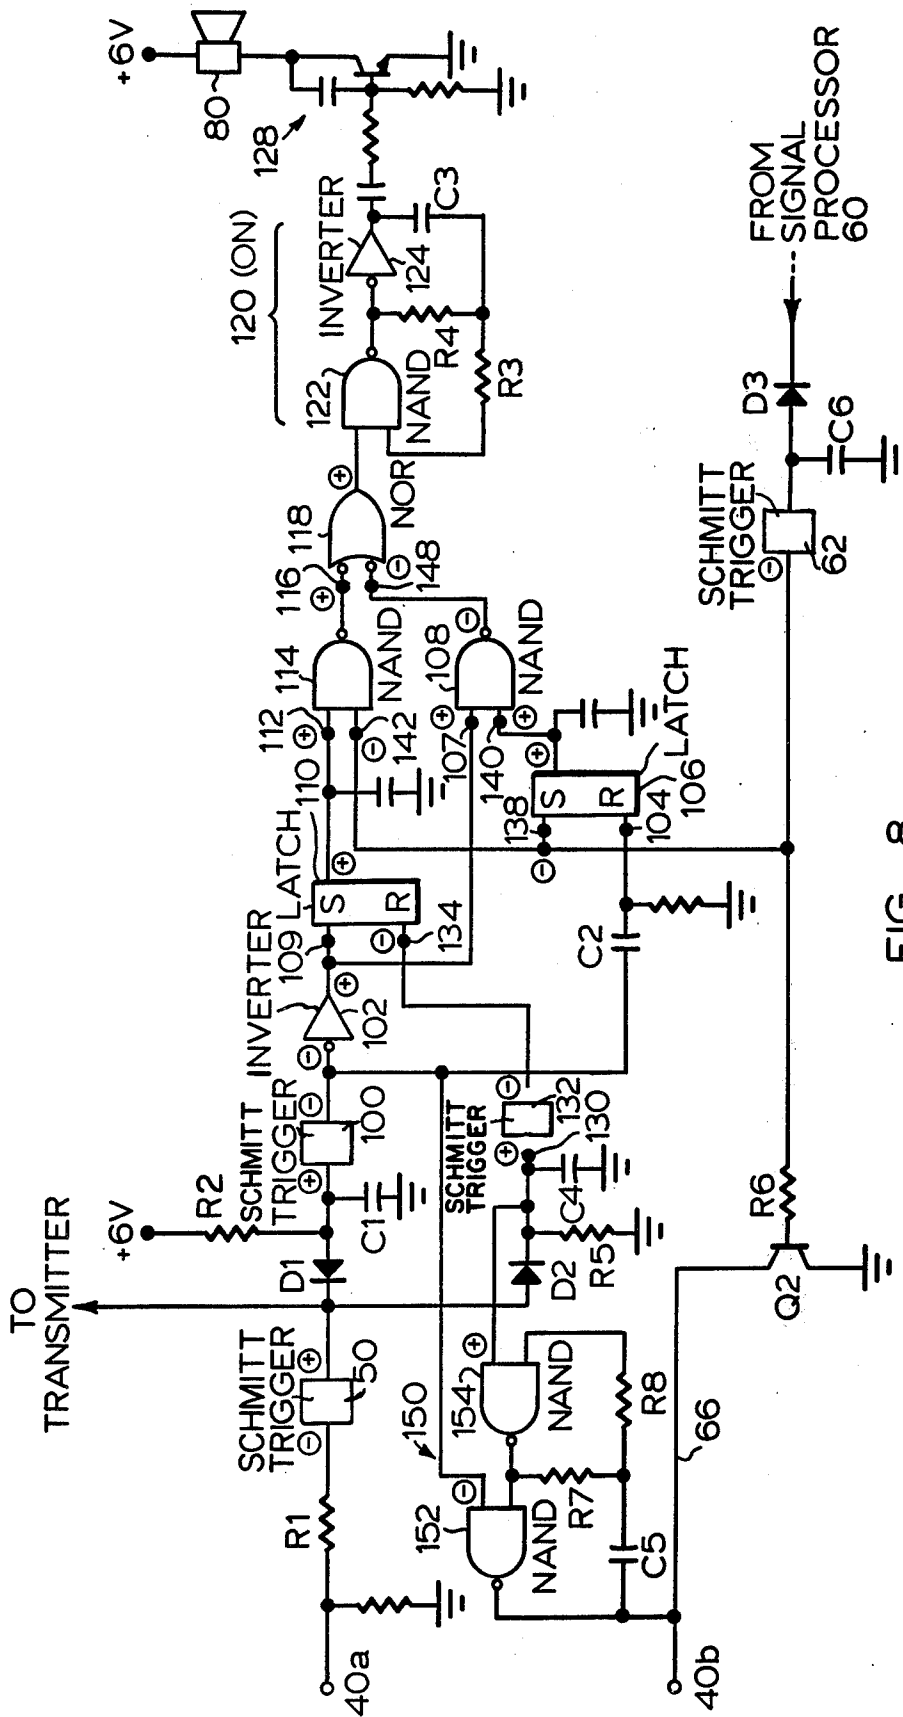 TO
TRANSMITTER
+6V
+6V
80
128
120 (ON)
INVERTER
124
C3
R4
R3
122
NAND
118
NOR
⊕
116
⊕
148
⊖
114
NAND
112
⊕
142
⊖
110
108
NAND
⊖
107
⊕
140
⊕
LATCH
S
R
⊕
109
134
⊖
INVERTER
102
⊕
⊖
SCHMITT
TRIGGER
100
⊖
⊕
R2
C1
D1
SCHMITT
TRIGGER
50
⊕
⊖
R1
40a
LATCH
106
S
R
⊕
138
⊖
104
C2
SCHMITT
TRIGGER
132
⊖
130
⊕
C4
R5
D2
154
NAND
⊕
150
152
NAND
⊖
R7
R8
C5
66
40b
Q2
R6
SCHMITT
TRIGGER
62
⊖
D3
C6
FROM
SIGNAL
PROCESSOR
60